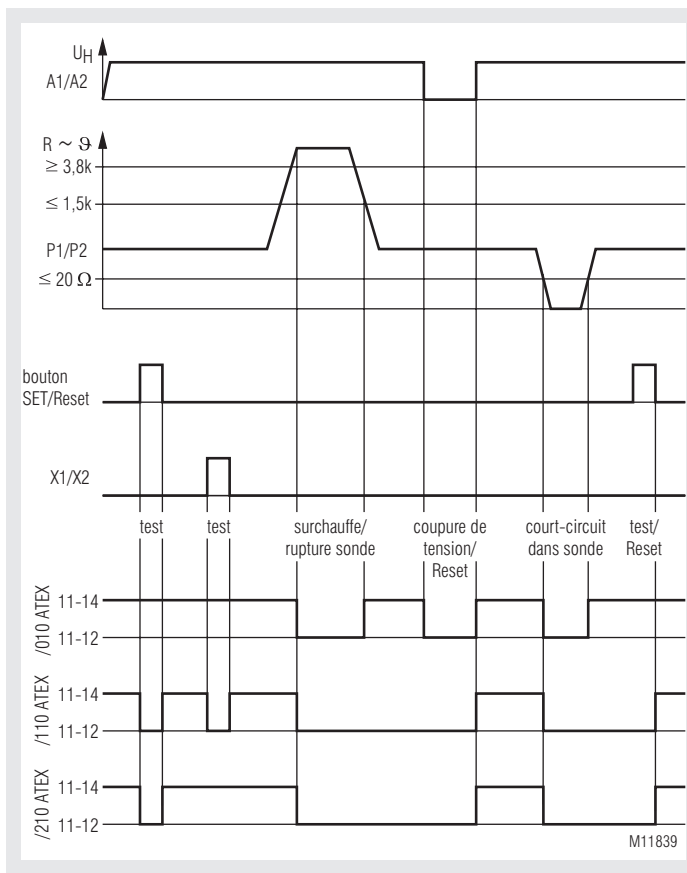 UH
A1/A2
R ~ ϑ
≥ 3,8k
≤ 1,5k
P1/P2
≤ 20 Ω
bouton
SET/Reset
X1/X2
test
test
surchauffe/
rupture sonde
coupure de
tension/
Reset
court-circuit
dans sonde
test/
Reset
/010 ATEX
11-14
11-12
/110 ATEX
11-14
11-12
/210 ATEX
11-14
11-12
M11839